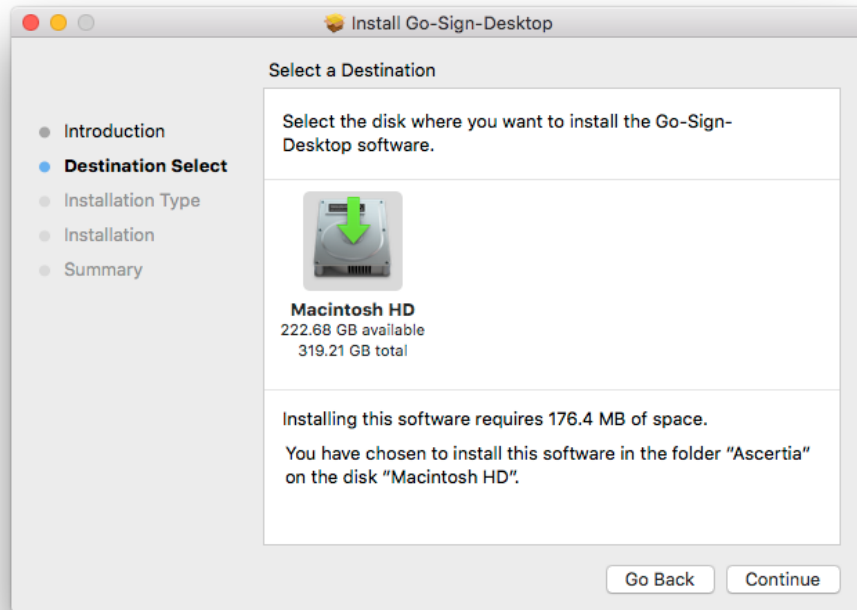 Install Go-Sign-Desktop
Select a Destination
Introduction
Destination Select
Installation Type
Installation
Summary
Select the disk where you want to install the Go-Sign-
Desktop software.
Macintosh HD
222.68 GB available
319.21 GB total
Installing this software requires 176.4 MB of space.
You have chosen to install this software in the folder “Ascertia”
on the disk “Macintosh HD”.
Go Back
Continue